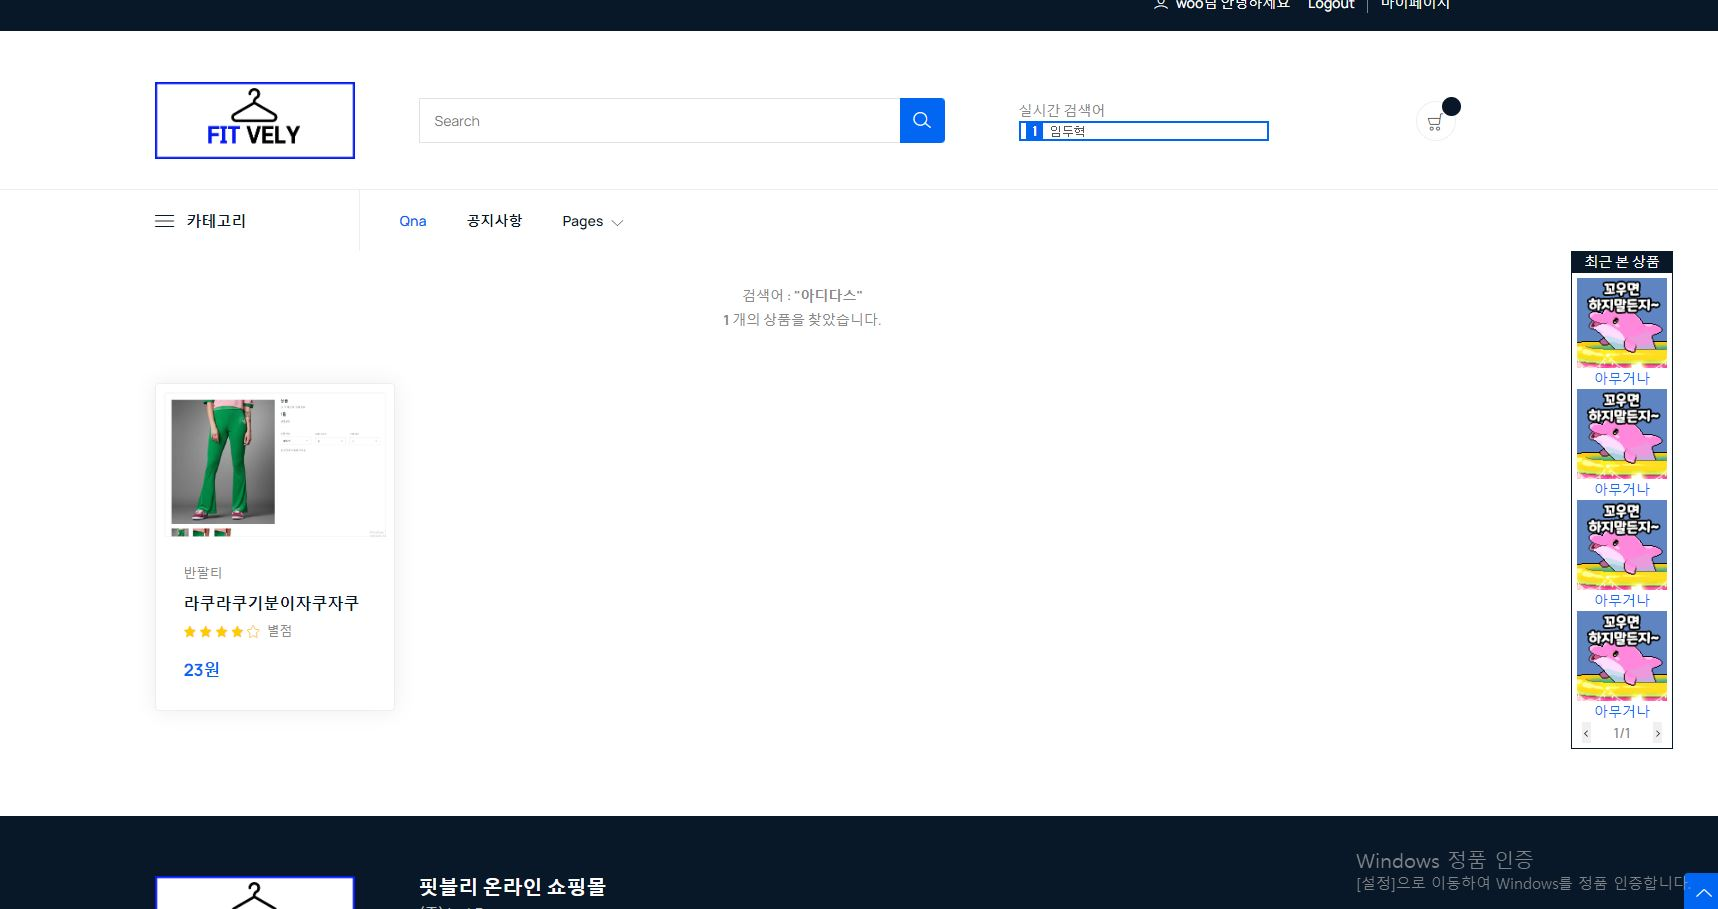 woo님 안녕하세요 Logout 마이페이지
FIT VELY
Search
실시간 검색어
1 임두혁
카테고리
Qna
공지사항
Pages
검색어 : "아디다스"
1 개의 상품을 찾았습니다.
반팔티
라쿠라쿠기분이자쿠자쿠
별점
23원
최근 본 상품
꼬우면
하지말든지~
아무거나
꼬우면
하지말든지~
아무거나
꼬우면
하지말든지~
아무거나
꼬우면
하지말든지~
아무거나
‹ 1/1 ›
핏블리 온라인 쇼핑몰
Windows 정품 인증
[설정]으로 이동하여 Windows를 정품 인증합니다.